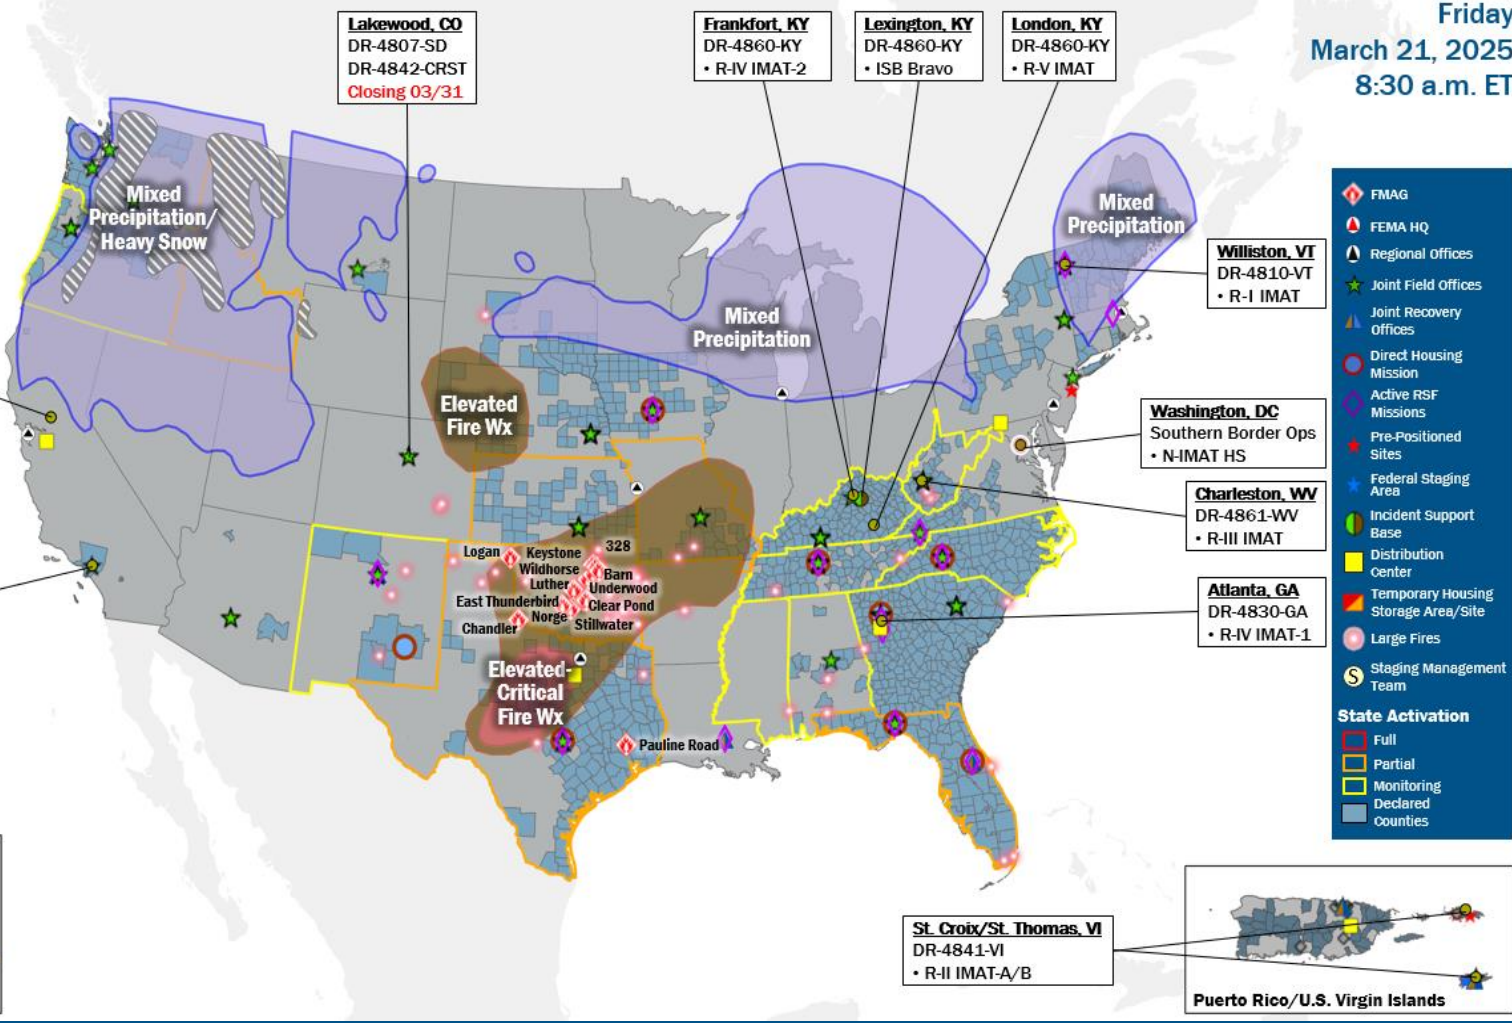 Friday
March 21, 2025
8:30 a.m. ET
Lakewood, CO
DR-4807-SD
DR-4842-CRST
Closing 03/31
Frankfort, KY
DR-4860-KY
• R-IV IMAT-2
Lexington, KY
DR-4860-KY
• ISB Bravo
London, KY
DR-4860-KY
• R-V IMAT
Mixed
Precipitation/
Heavy Snow
Mixed
Precipitation
Mixed
Precipitation
Williston, VT
DR-4810-VT
• R-I IMAT
Elevated
Fire Wx
Washington, DC
Southern Border Ops
• N-IMAT HS
Charleston, WV
DR-4861-WV
• R-III IMAT
Atlanta, GA
DR-4830-GA
• R-IV IMAT-1
Logan
Keystone
328
Wildhorse
Barn
Luther
Underwood
East Thunderbird
Clear Pond
Norge
Stillwater
Chandler
Elevated-
Critical
Fire Wx
Pauline Road
St. Croix/St. Thomas, VI
DR-4841-VI
• R-II IMAT-A/B
Puerto Rico/U.S. Virgin Islands
FMAG
FEMA HQ
Regional Offices
Joint Field Offices
Joint Recovery
Offices
Direct Housing
Mission
Active RSF
Missions
Pre-Positioned
Sites
Federal Staging
Area
Incident Support
Base
Distribution
Center
Temporary Housing
Storage Area/Site
Large Fires
S
Staging Management
Team
State Activation
Full
Partial
Monitoring
Declared
Counties